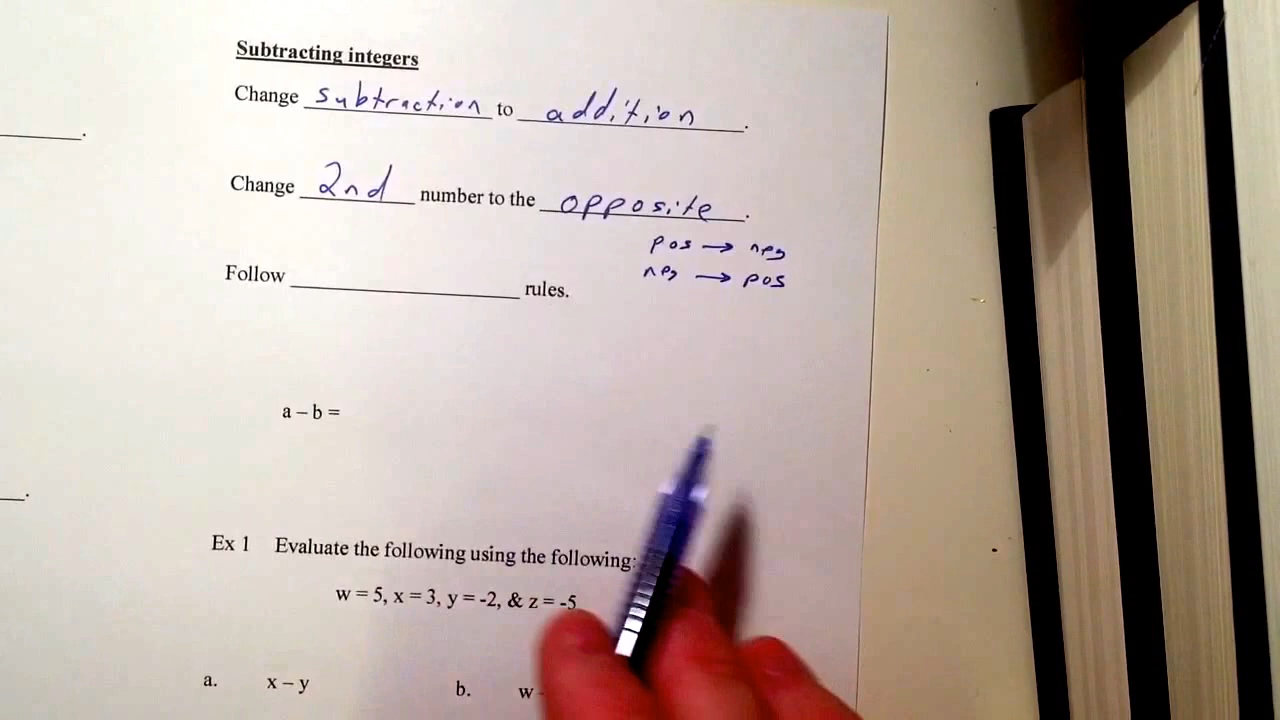 Subtracting integers
Change subtraction to addition.
Change 2nd number to the opposite.
pos → neg
neg → pos
Follow ____________ rules.
a – b =
Ex 1 Evaluate the following using the following:
w = 5, x = 3, y = -2, & z = -5
a. x – y b. w -